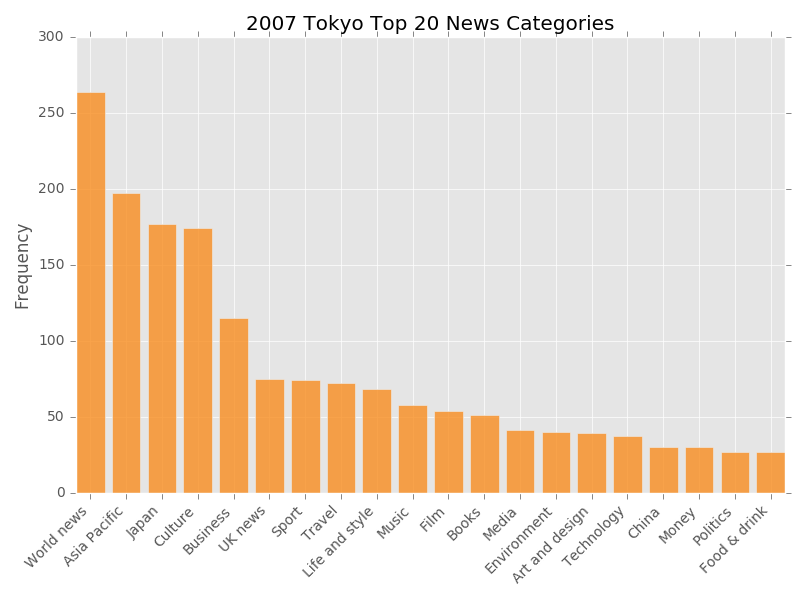 2007 Tokyo Top 20 News Categories
300
250
200
150
100
50
0
Frequency
World news
Asia Pacific
Japan
Culture
Business
UK news
Sport
Travel
Life and style
Music
Film
Books
Media
Environment
Art and design
Technology
China
Money
Politics
Food & drink